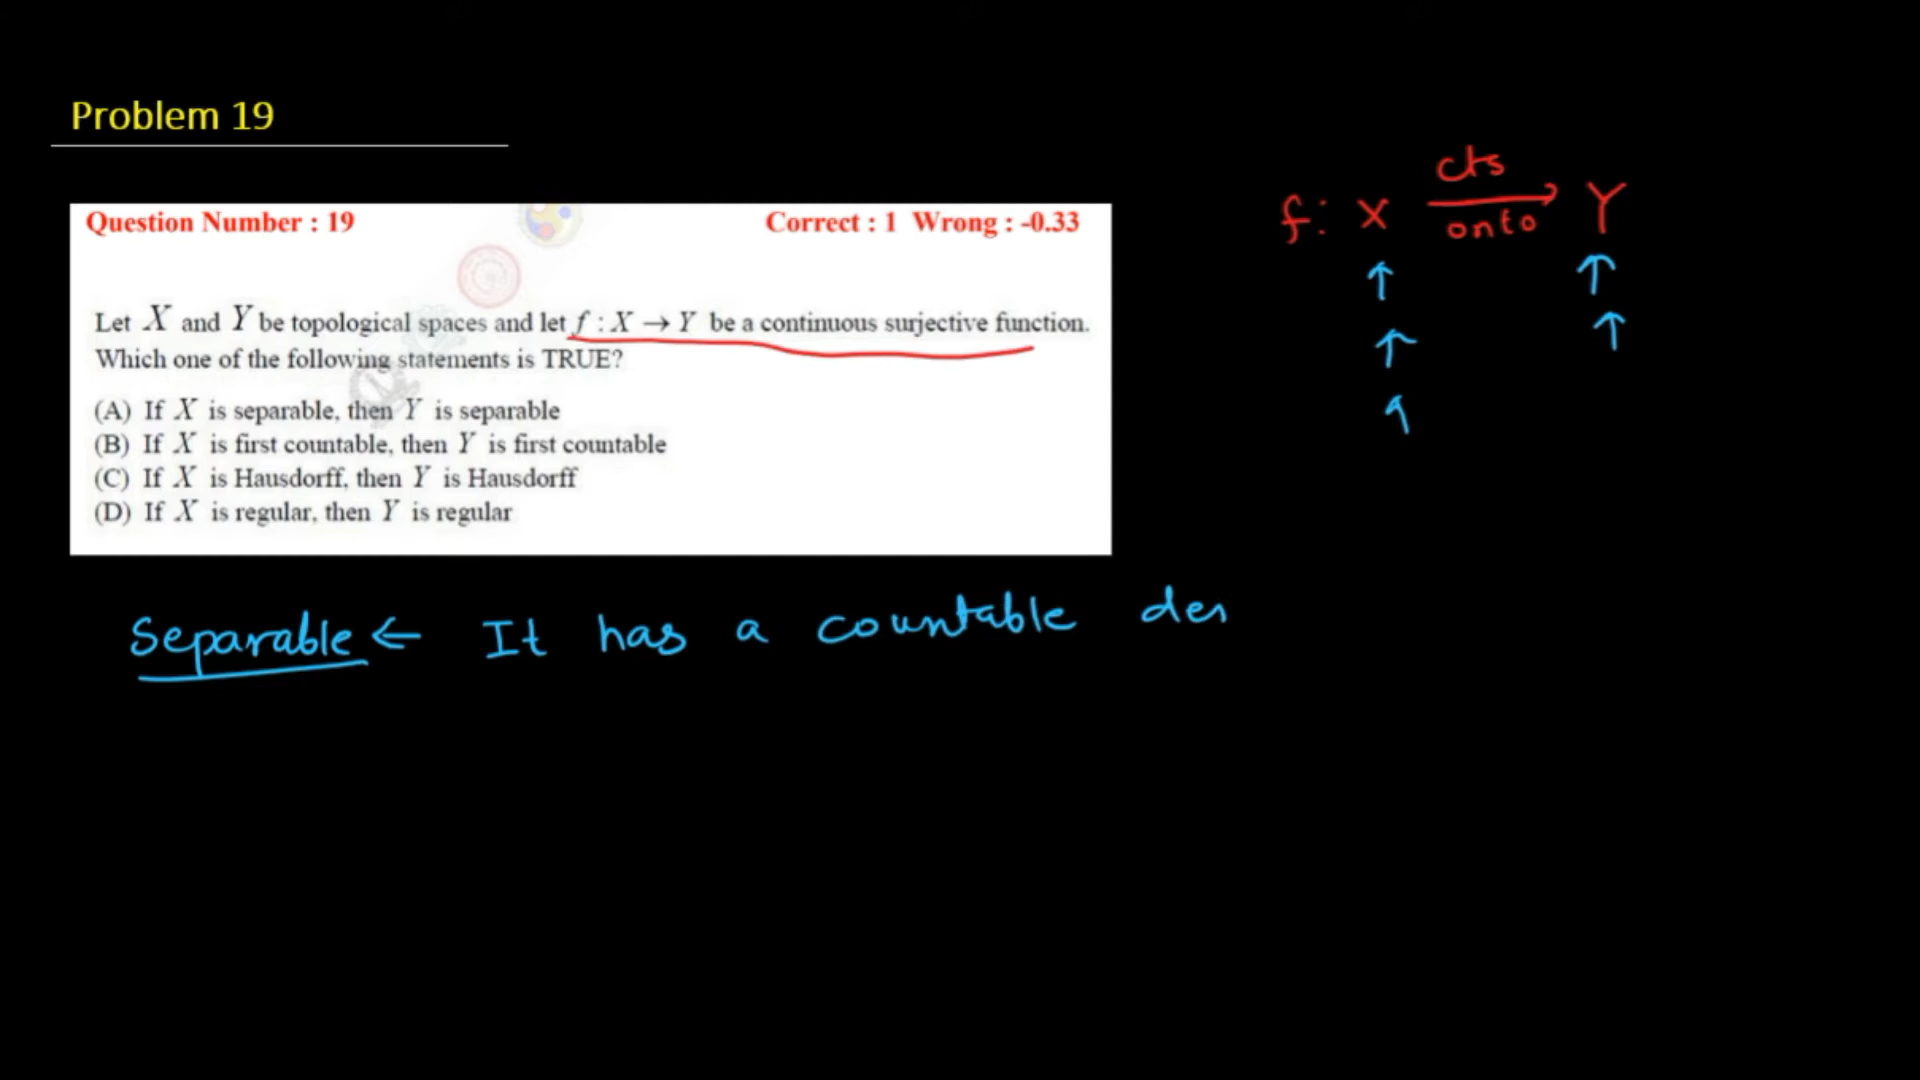 Problem 19
Question Number : 19 Correct : 1 Wrong : -0.33
Let X and Y be topological spaces and let f : X → Y be a continuous surjective function.
Which one of the following statements is TRUE?
(A) If X is separable, then Y is separable
(B) If X is first countable, then Y is first countable
(C) If X is Hausdorff, then Y is Hausdorff
(D) If X is regular, then Y is regular
cts
f: X → Y
onto
↑ ↑
↑ ↑
↑
Separable ← It has a countable den